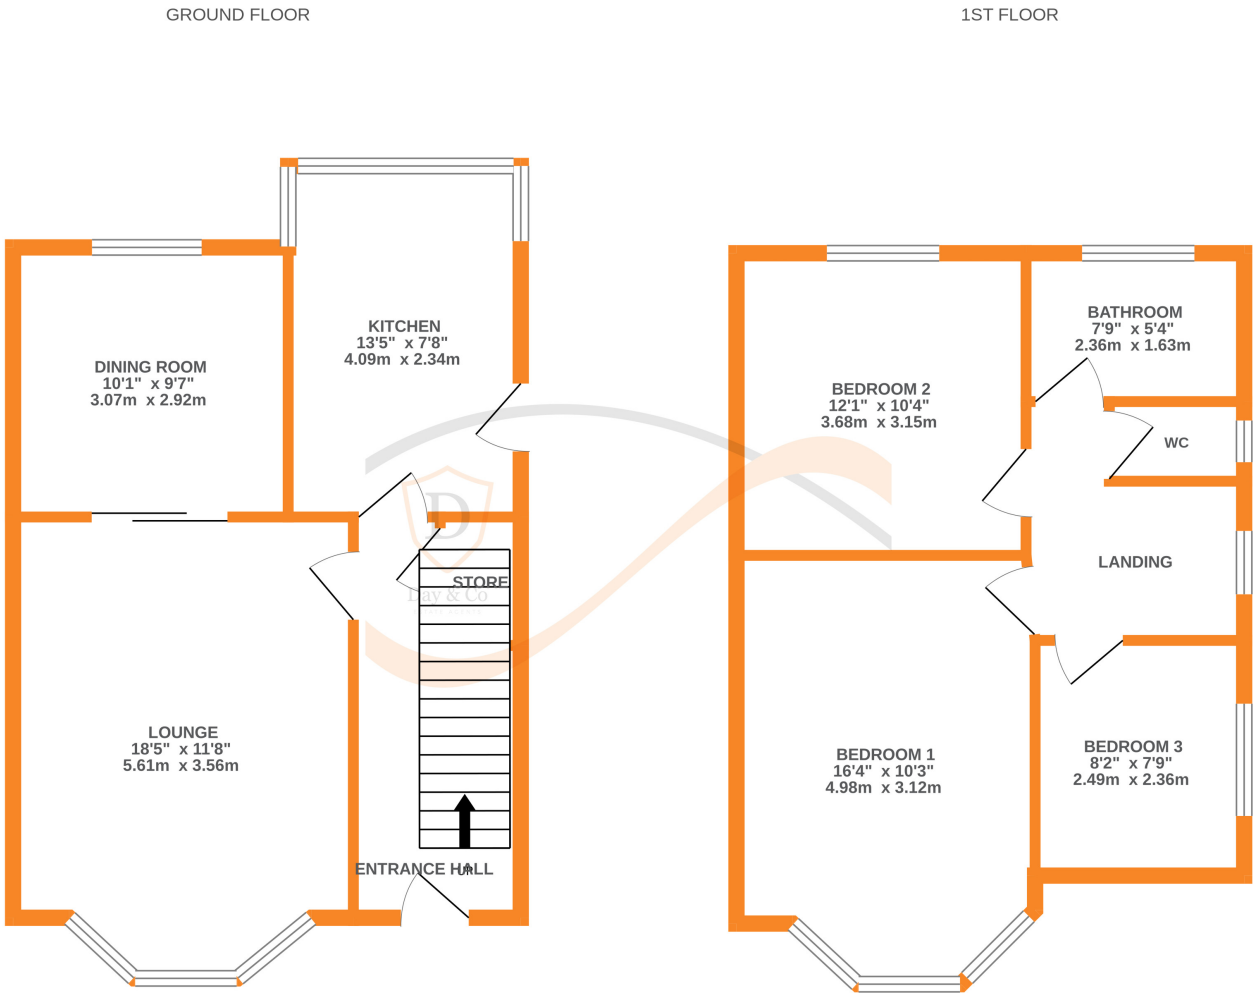 GROUND FLOOR
1ST FLOOR
KITCHEN
13'5" x 7'8"
4.09m x 2.34m
DINING ROOM
10'1" x 9'7"
3.07m x 2.92m
D
STORE
Day & Co
LOUNGE
18'5" x 11'8"
5.61m x 3.56m
ENTRANCE HALL
UP
BATHROOM
7'9" x 5'4"
2.36m x 1.63m
BEDROOM 2
12'1" x 10'4"
3.68m x 3.15m
WC
LANDING
BEDROOM 1
16'4" x 10'3"
4.98m x 3.12m
BEDROOM 3
8'2" x 7'9"
2.49m x 2.36m